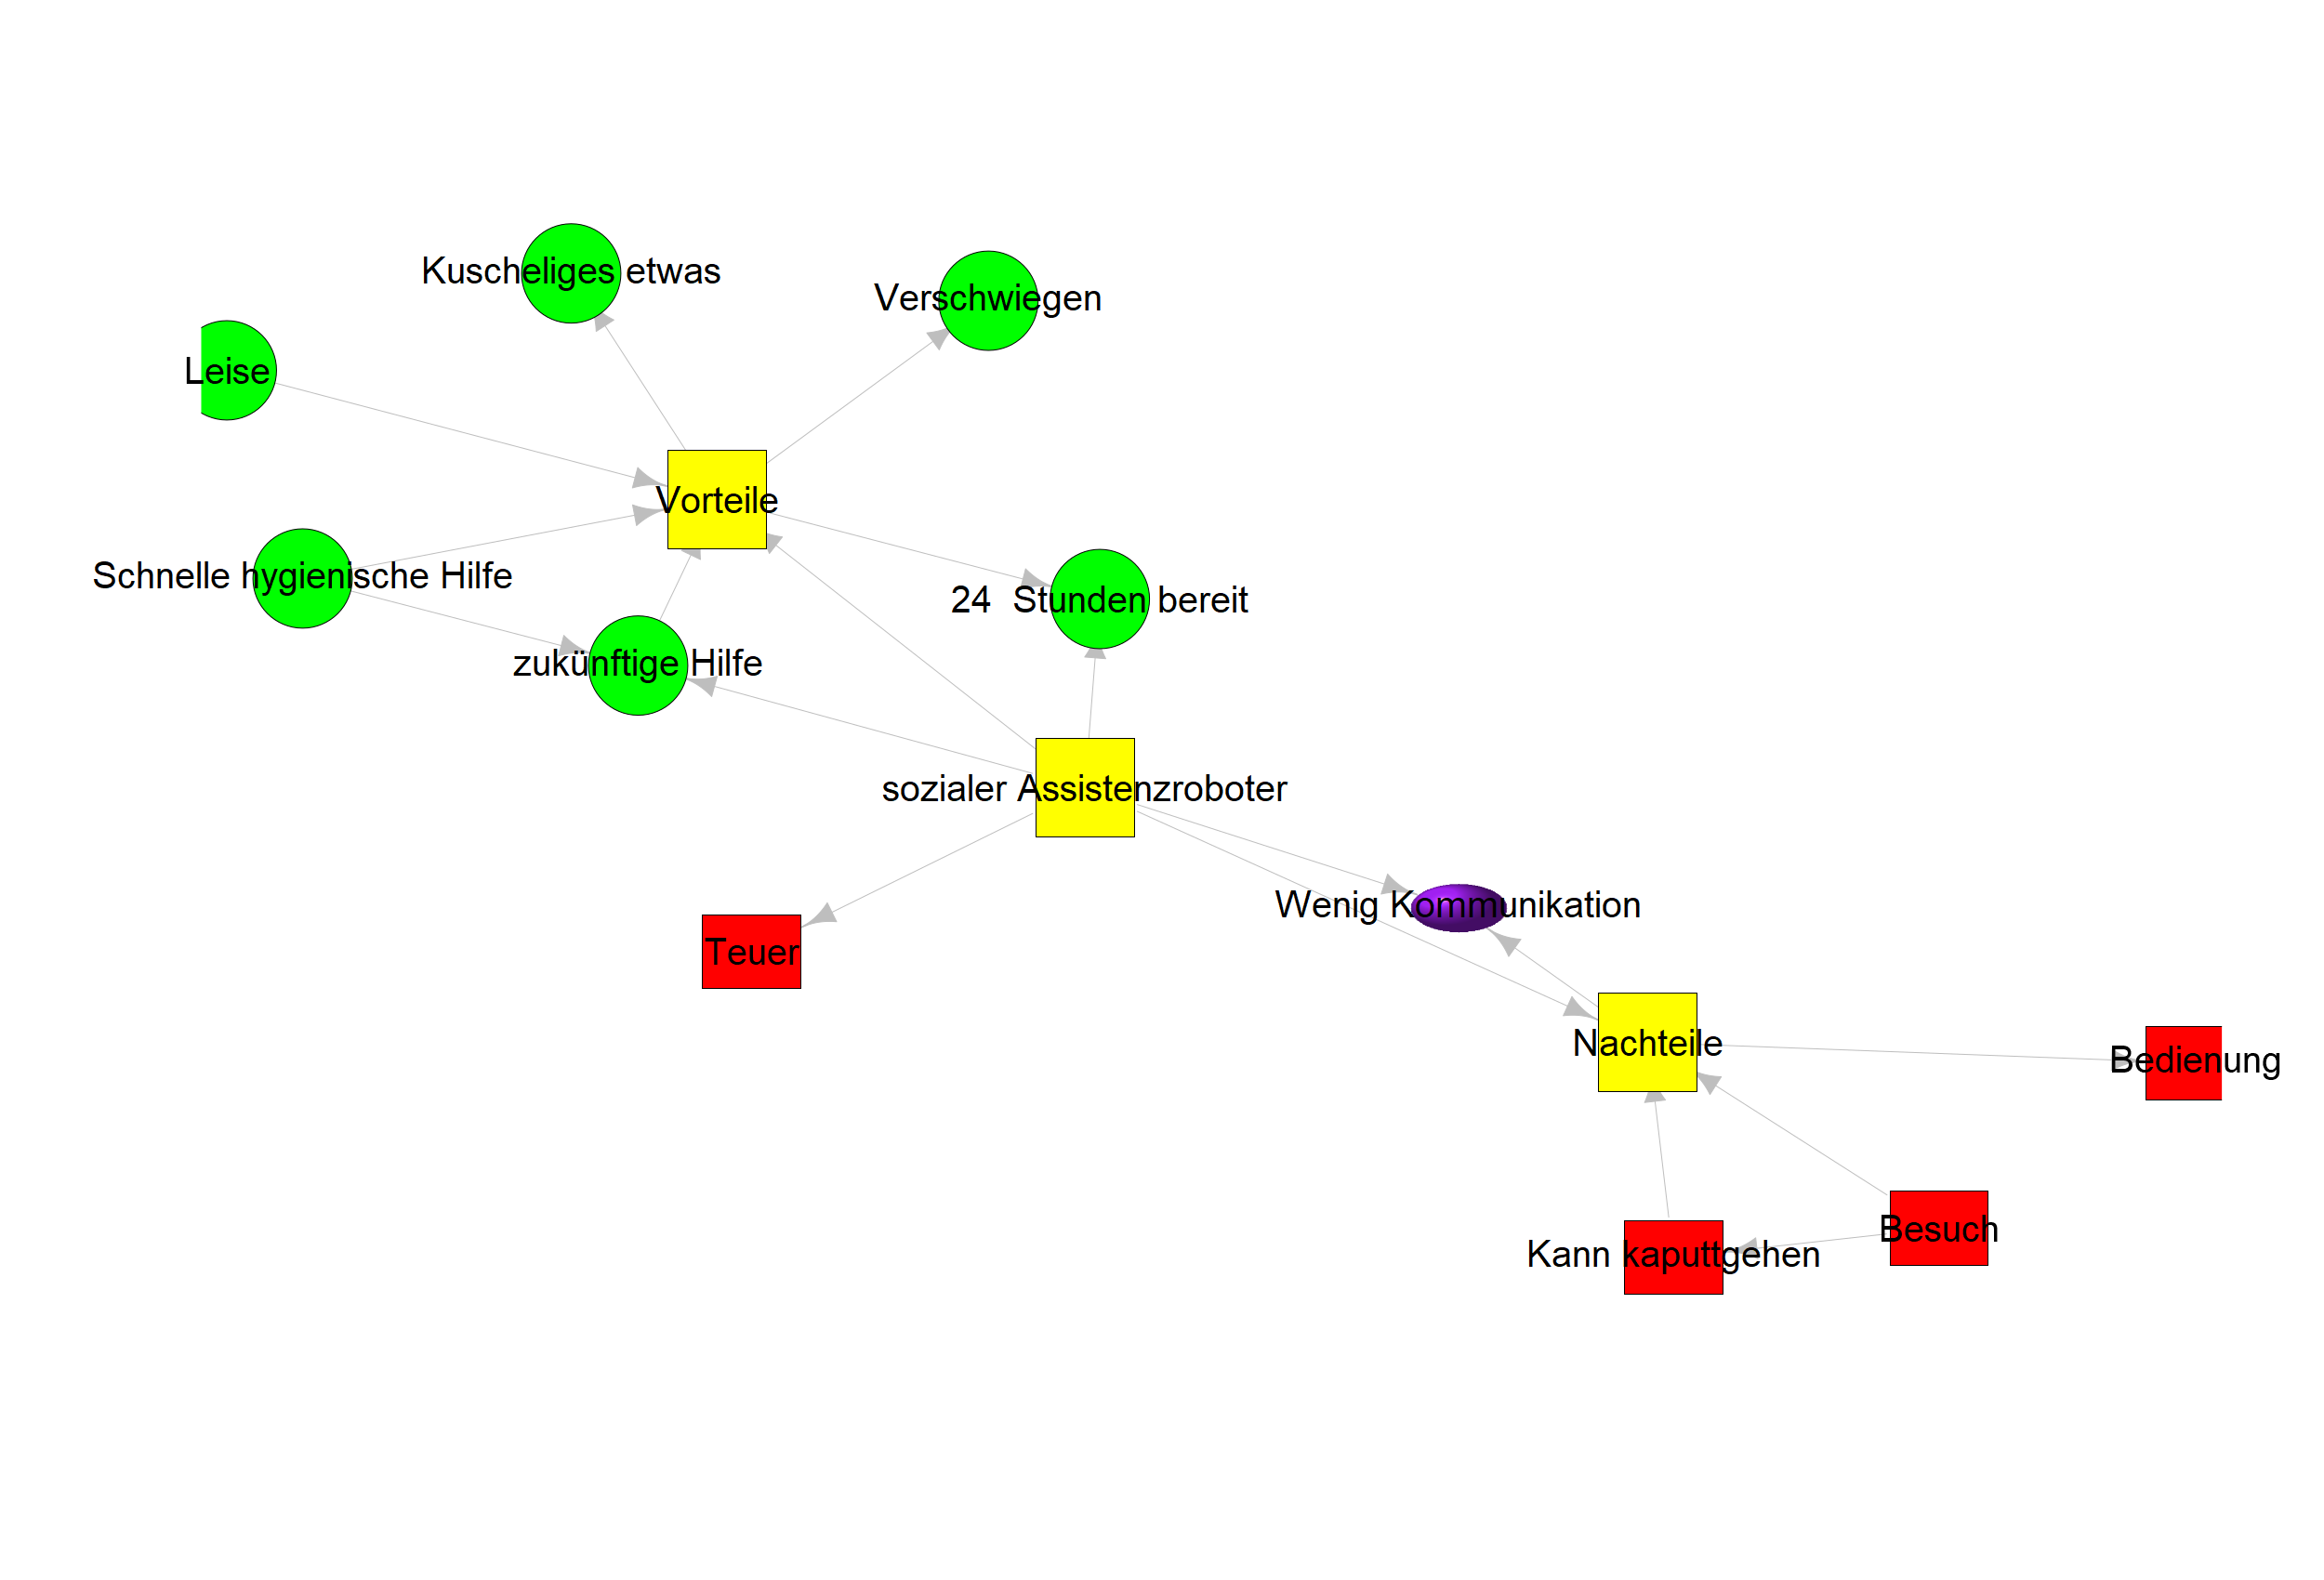 Kuscheliges etwas
Verschwiegen
Leise
Vorteile
Schnelle hygienische Hilfe
24  Stunden bereit
zukünftige Hilfe
sozialer Assistenzroboter
Wenig Kommunikation
Teuer
Nachteile
Bedienung
Besuch
Kann kaputtgehen